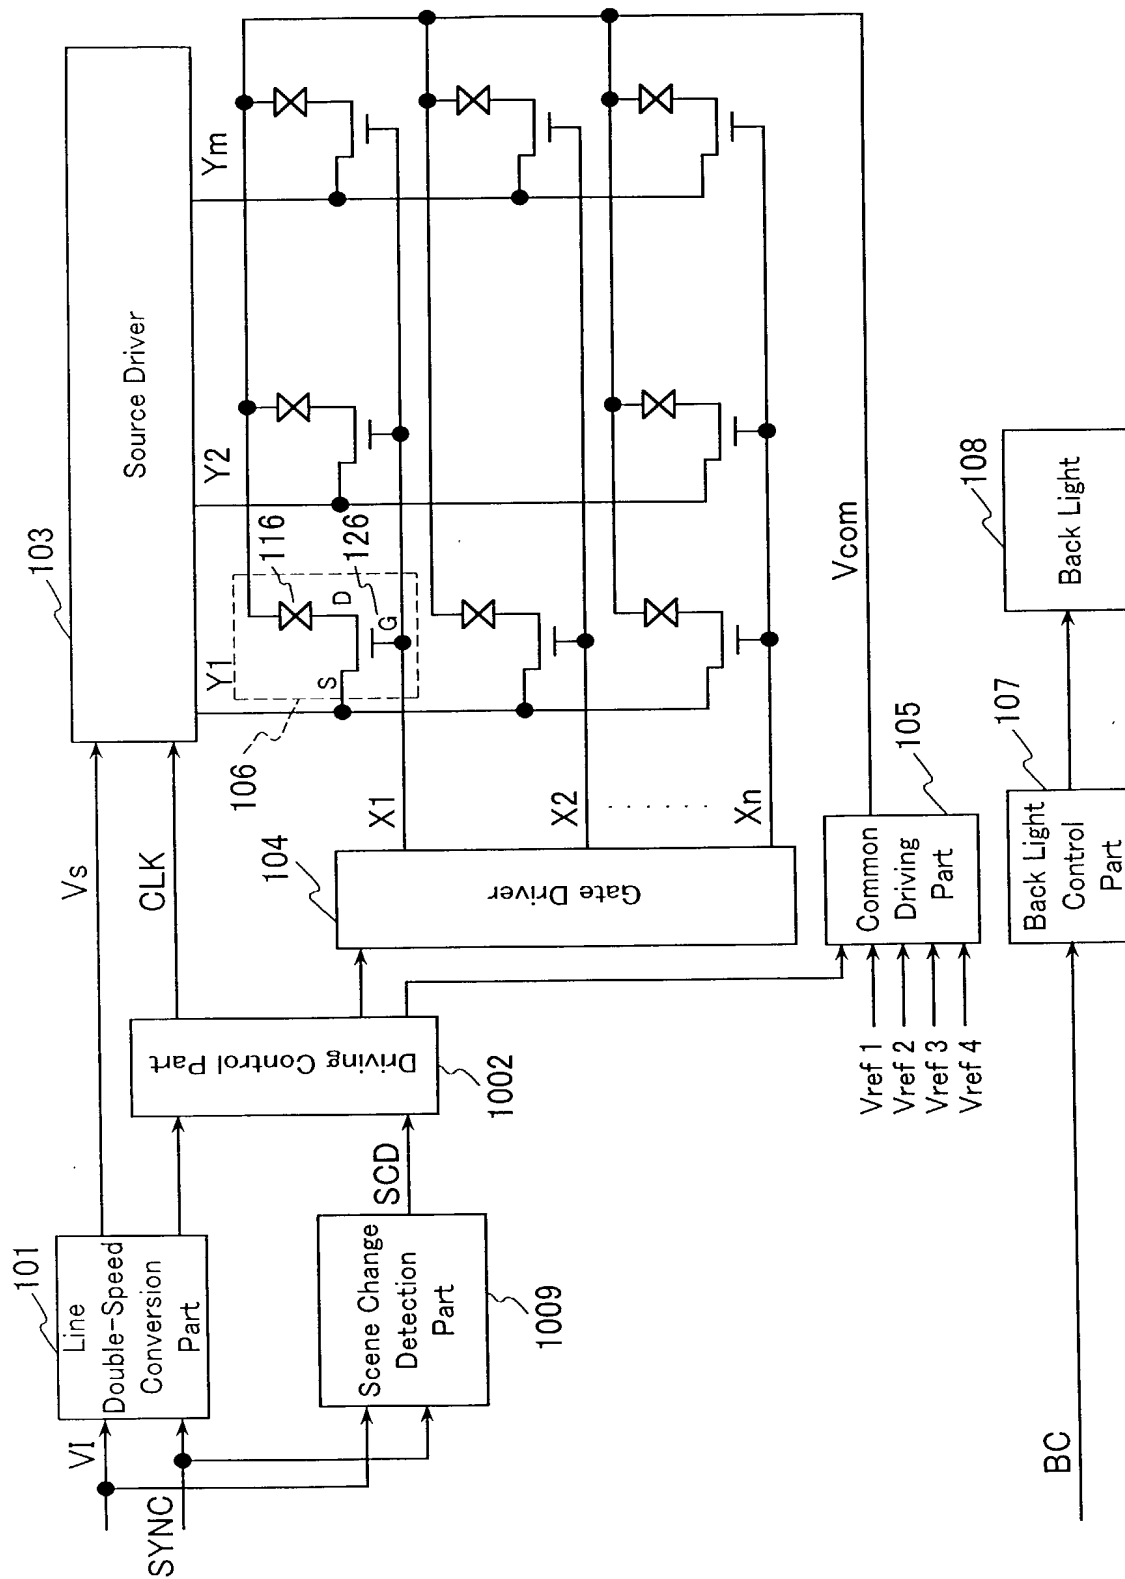 VI
SYNC
101
Line
Double-Speed
Conversion
Part
Scene Change
Detection
Part
1009
SCD
Vs
CLK
Driving Control Part
1002
103
Source Driver
104
Gate Driver
106
Y1
Y2
Ym
116
126
S
D
G
X1
X2
. . . . . . .
Xn
Vref 1
Vref 2
Vref 3
Vref 4
Common
Driving
Part
105
Vcom
BC
Back Light
Control
Part
107
Back Light
108